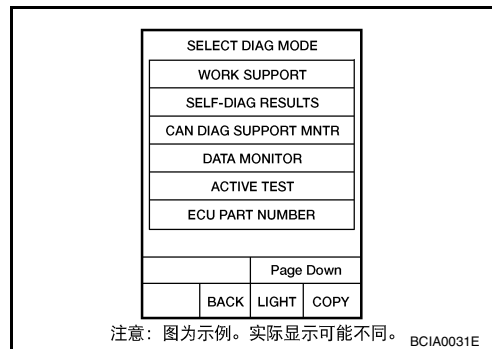 SELECT DIAG MODE
WORK SUPPORT
SELF-DIAG RESULTS
CAN DIAG SUPPORT MNTR
DATA MONITOR
ACTIVE TEST
ECU PART NUMBER
Page Down
BACK LIGHT COPY
注意：图为示例。实际显示可能不同。 BCIA0031E